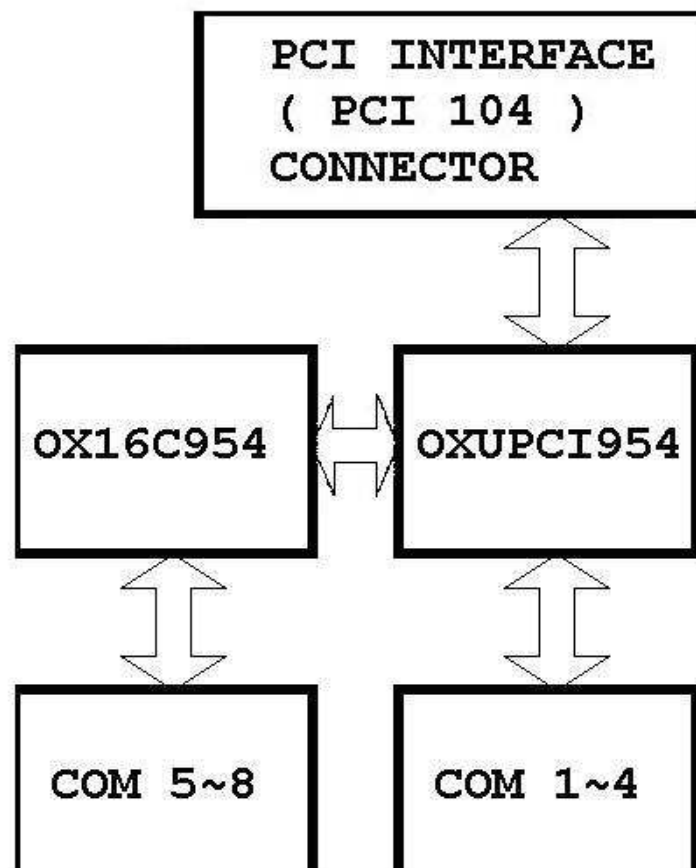 PCI INTERFACE
( PCI 104 )
CONNECTOR
OX16C954
OXUPCI954
COM 5~8
COM 1~4